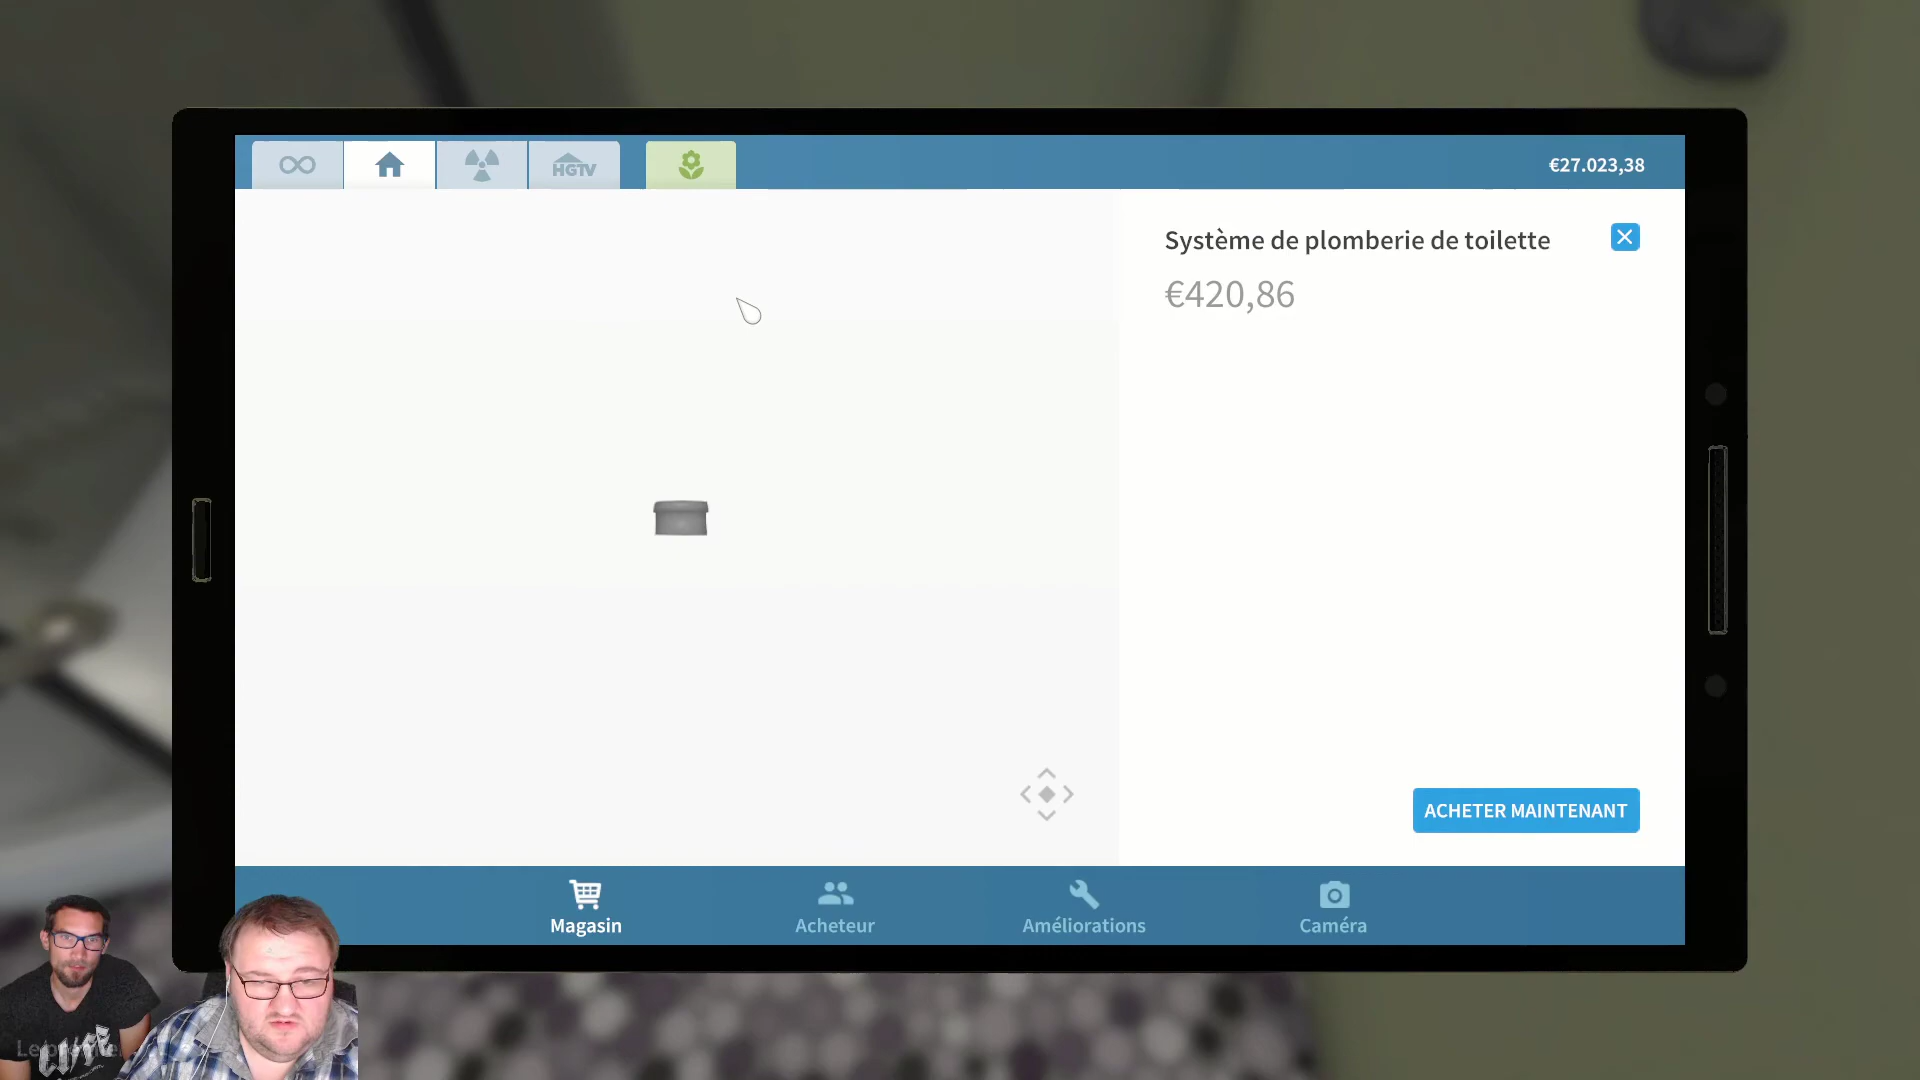 HGTV
€27.023,38
Système de plomberie de toilette
€420,86
ACHETER MAINTENANT
Magasin
Acheteur
Améliorations
Caméra